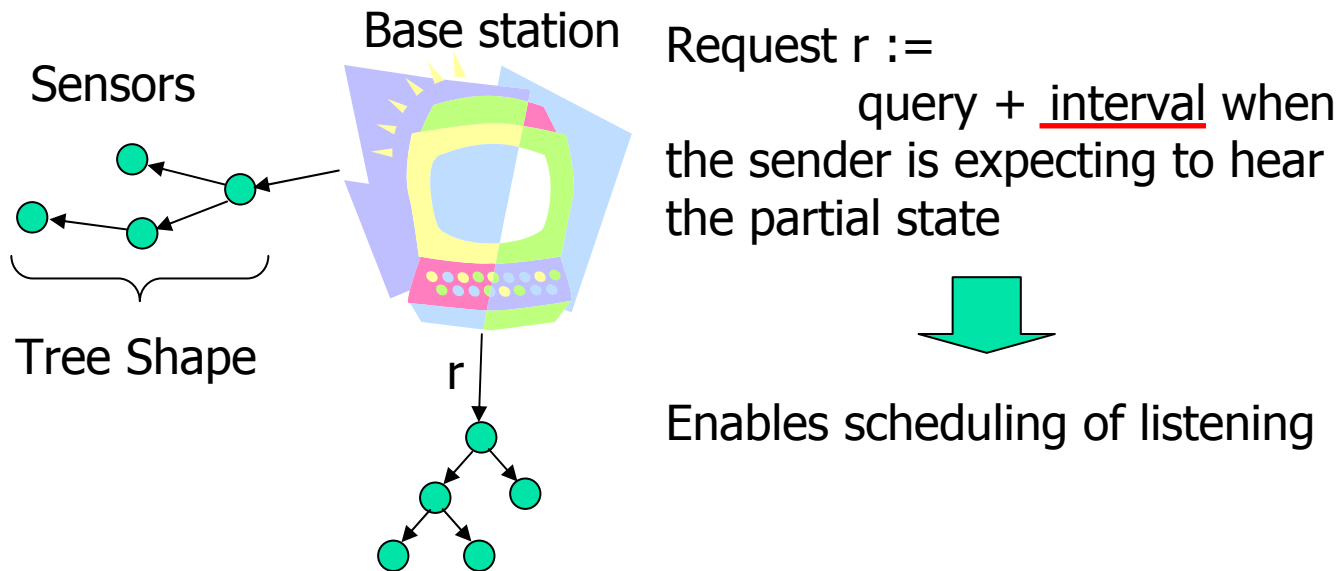 Base station
Sensors
Tree Shape
r
Request r :=
query + interval when
the sender is expecting to hear
the partial state
Enables scheduling of listening